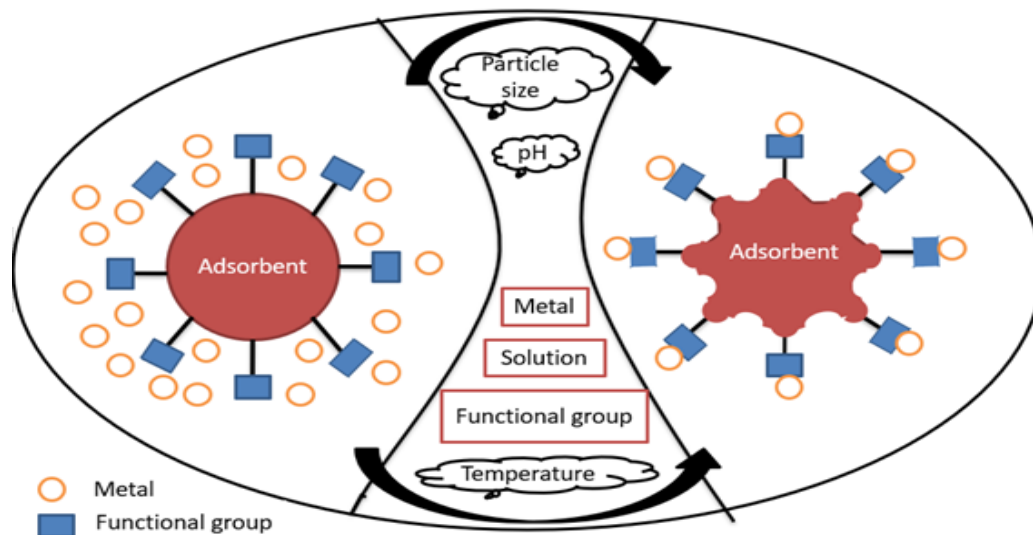 Particle
size
pH
Adsorbent
Adsorbent
Metal
Solution
Functional group
Temperature
Metal
Functional group